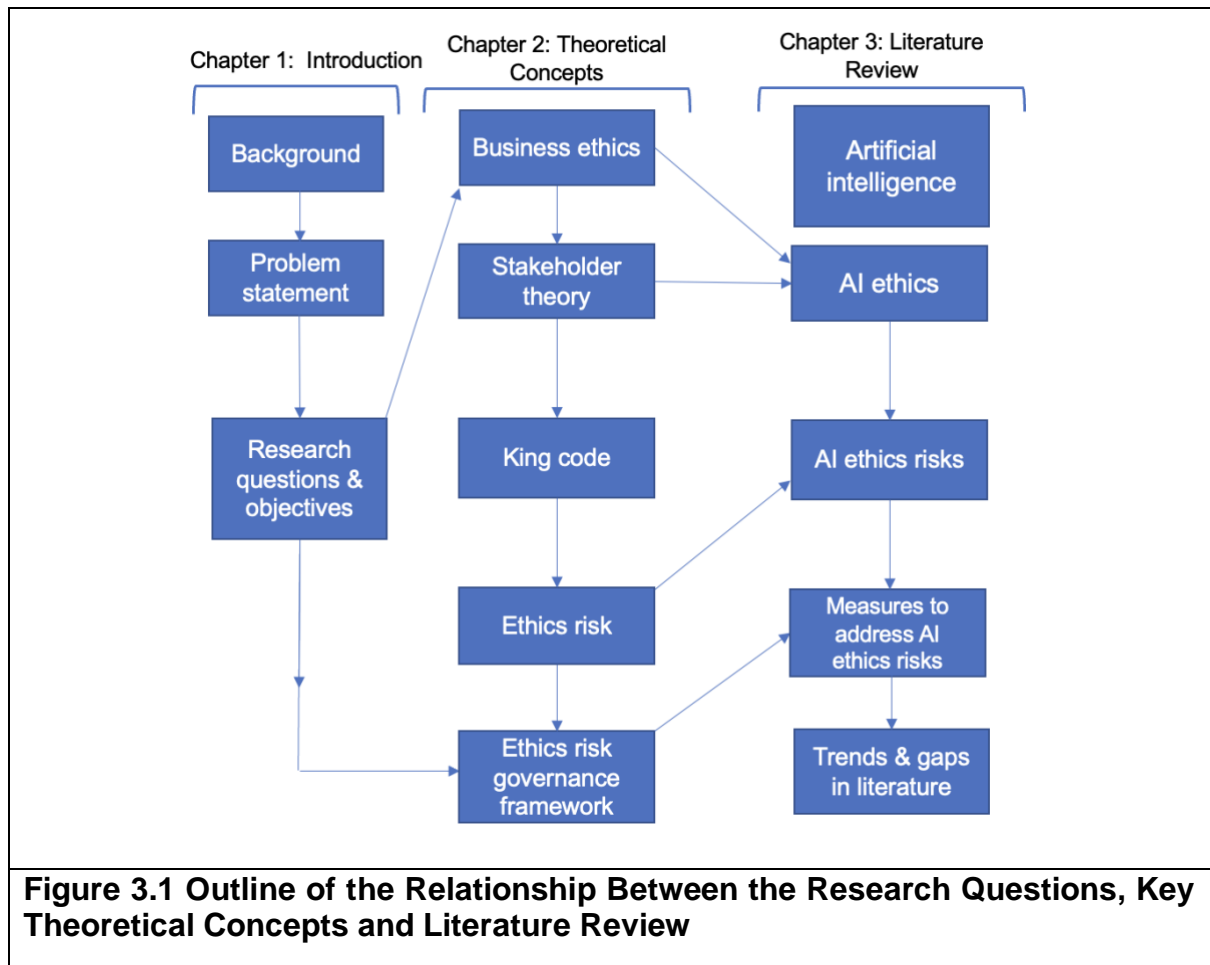 Chapter 1:  Introduction
Background
Problem
statement
Research
questions &
objectives
Chapter 2: Theoretical
Concepts
Business ethics
Stakeholder
theory
King code
Ethics risk
Ethics risk
governance
framework
Chapter 3: Literature
Review
Artificial
intelligence
AI ethics
AI ethics risks
Measures to
address AI
ethics risks
Trends & gaps
in literature
Figure 3.1 Outline of the Relationship Between the Research Questions, Key
Theoretical Concepts and Literature Review